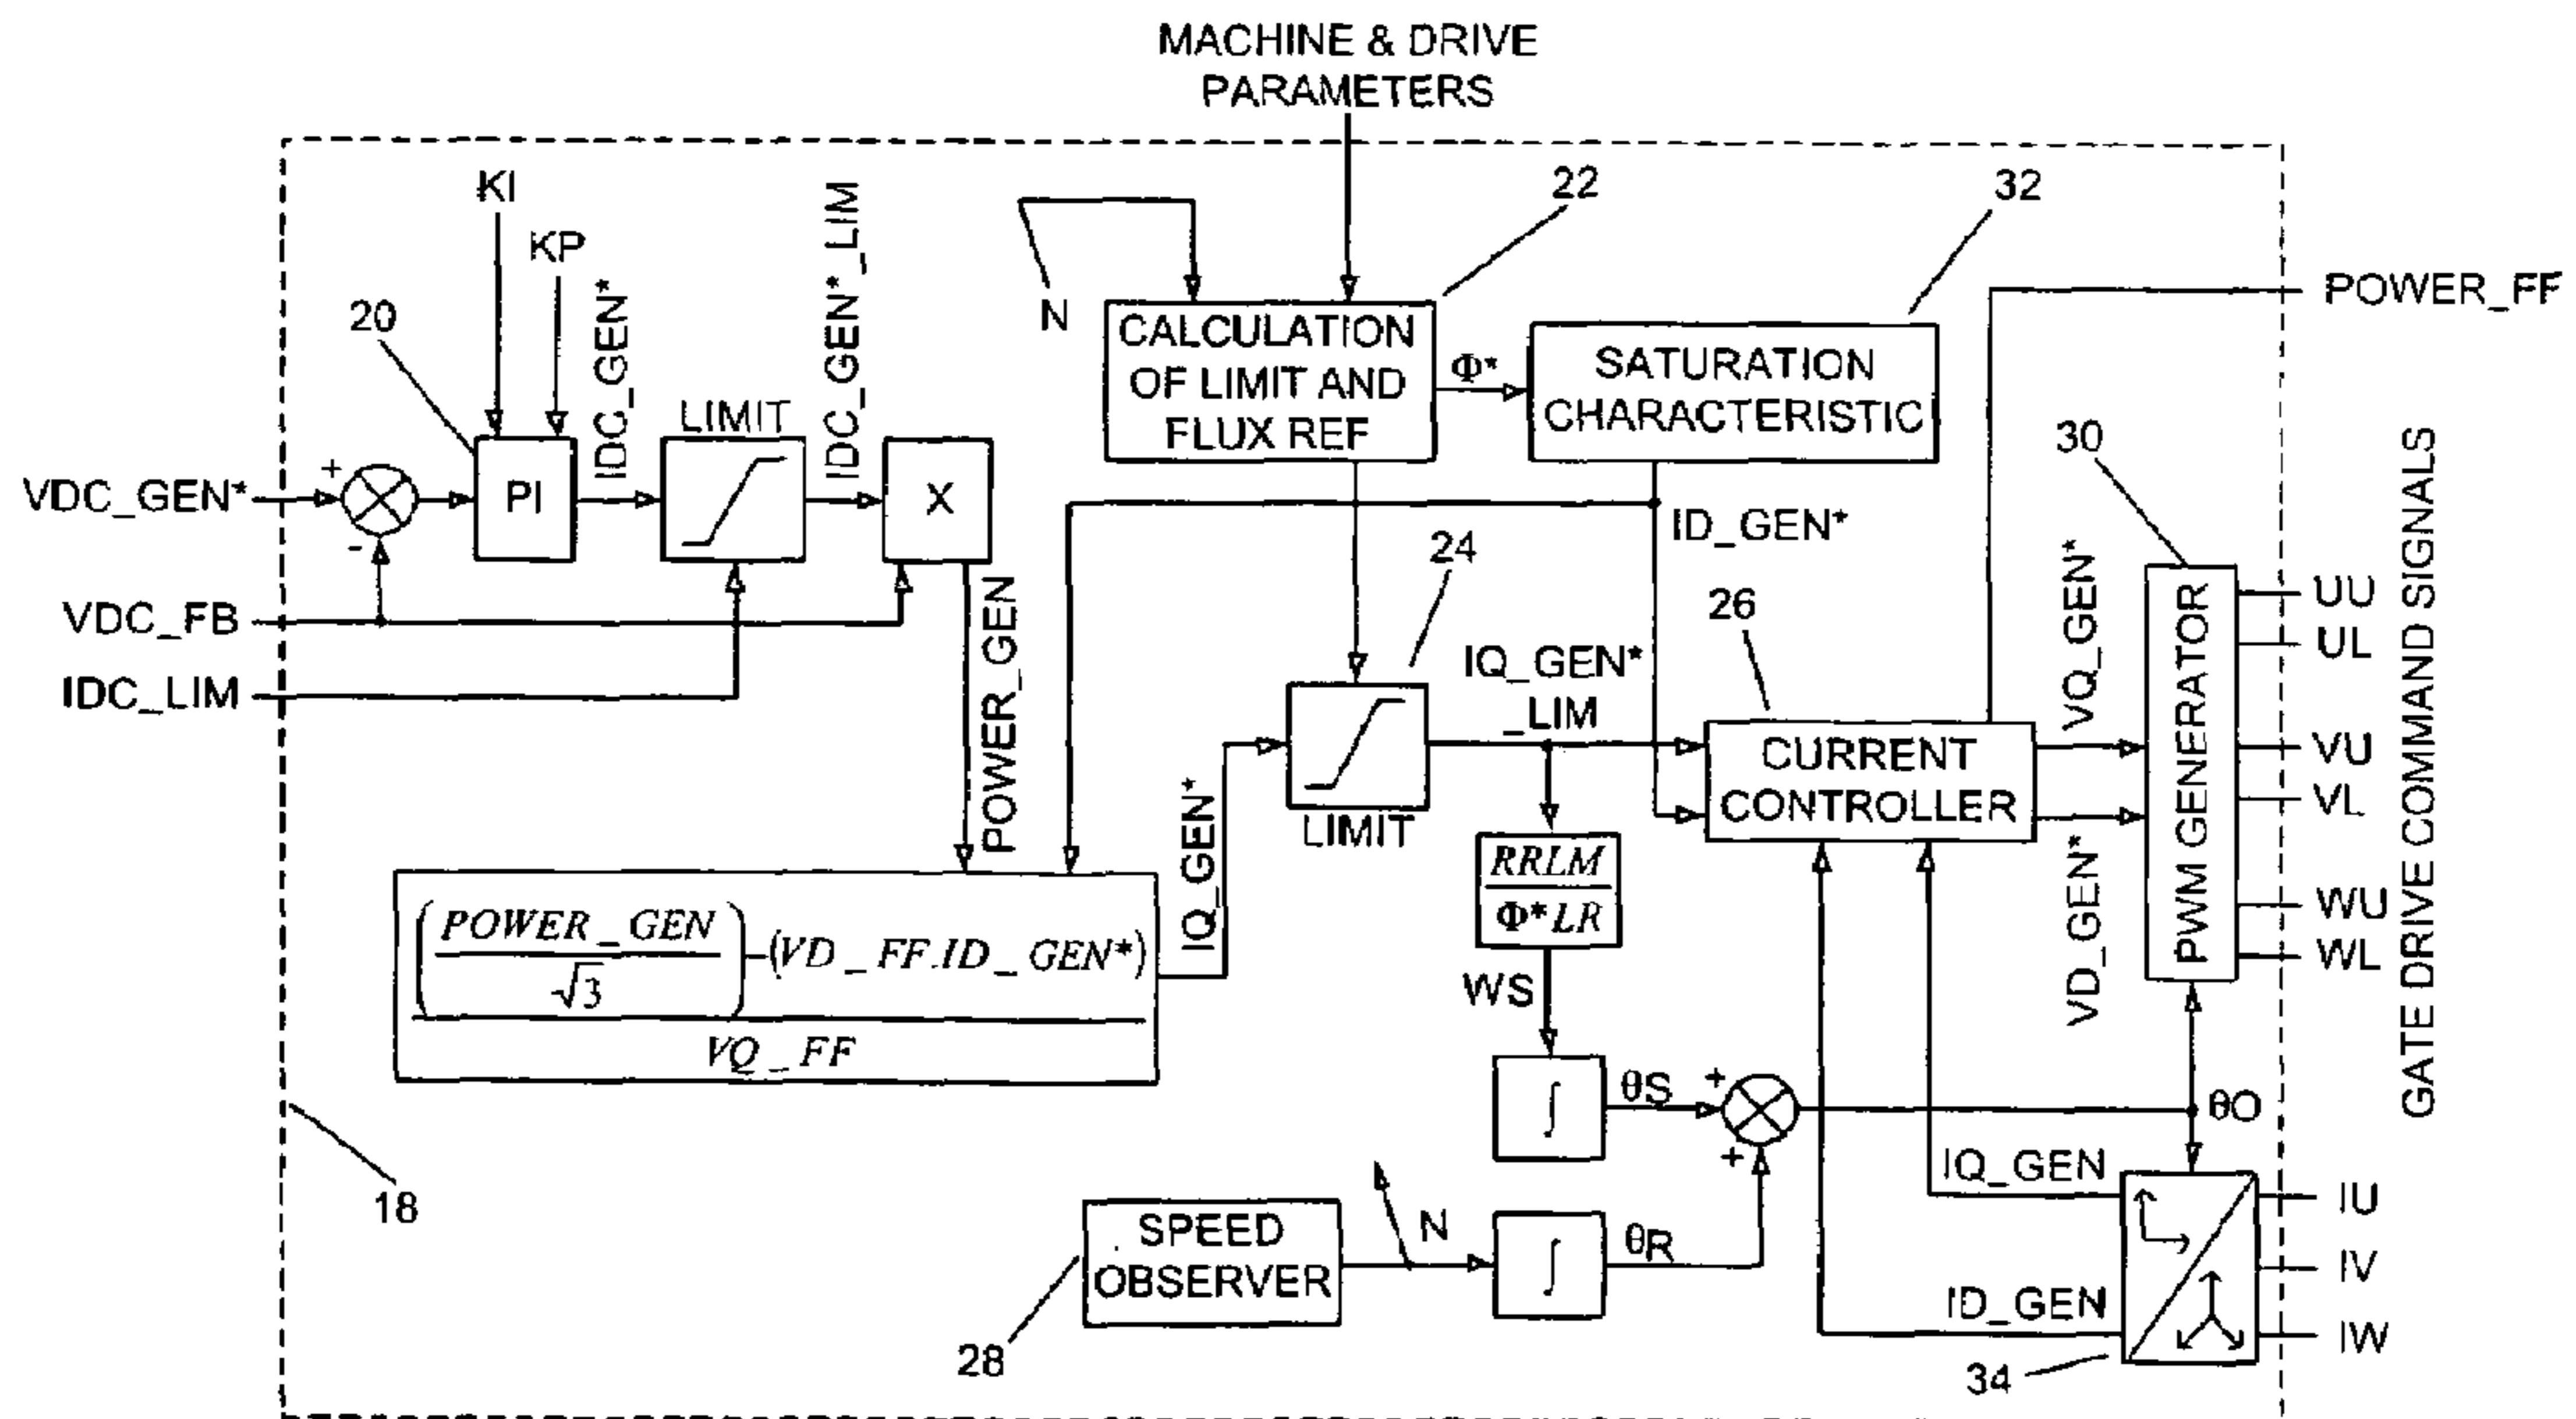 MACHINE & DRIVE
PARAMETERS
KI
KP
20
IDC_GEN*
LIMIT
IDC_GEN*_LIM
N
22
32
CALCULATION
OF LIMIT AND
FLUX REF
Φ*
SATURATION
CHARACTERISTIC
POWER_FF
VDC_GEN*
+
-
PI
X
VDC_FB
IDC_LIM
POWER_GEN
ID_GEN*
24
LIMIT
IQ_GEN*
_LIM
26
CURRENT
CONTROLLER
VQ_GEN*
VD_GEN*
30
PWM GENERATOR
UU
UL
VU
VL
WU
WL
GATE DRIVE COMMAND SIGNALS
(POWER_GEN / √3) - (VD_FF.ID_GEN*)
VQ_FF
IQ_GEN*
RRLM
Φ*LR
WS
∫
θS
+
+
θO
18
SPEED
OBSERVER
28
N
∫
θR
IQ_GEN
ID_GEN
34
IU
IV
IW